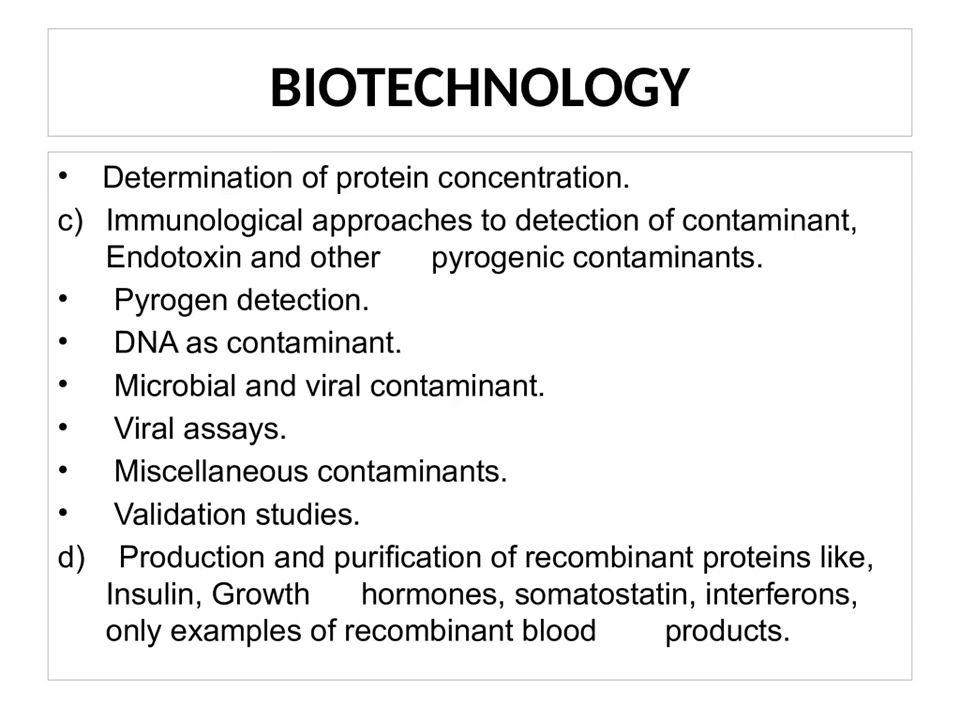 BIOTECHNOLOGY
• Determination of protein concentration.
c) Immunological approaches to detection of contaminant,
Endotoxin and other pyrogenic contaminants.
• Pyrogen detection.
• DNA as contaminant.
• Microbial and viral contaminant.
• Viral assays.
• Miscellaneous contaminants.
• Validation studies.
d) Production and purification of recombinant proteins like,
Insulin, Growth hormones, somatostatin, interferons,
only examples of recombinant blood products.